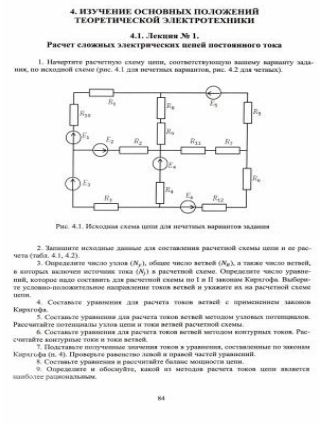 4. ИЗУЧЕНИЕ ОСНОВНЫХ ПОЛОЖЕНИЙ
ТЕОРЕТИЧЕСКОЙ ЭЛЕКТРОТЕХНИКИ
4.1. Лекция № 1.
Расчет сложных электрических цепей постоянного тока
1. Начертите расчетную схему цепи, соответствующую вашему варианту зада-
ния, по исходной схеме (рис. 4.1 для нечетных вариантов, рис. 4.2 для четных).
Рис. 4.1. Исходная схема цепи для нечетных вариантов задания
2. Запишите исходные данные для составления расчетной схемы цепи и ее рас-
чета (табл. 4.1, 4.2).
3. Определите число узлов (Nу), общее число ветвей (Nв), а также число ветвей,
в которых включен источник тока (NJ) в расчетной схеме. Определите число уравне-
ний, которое надо составить для расчетной схемы по I и II законам Кирхгофа. Выбери-
те условно-положительное направление токов ветвей и укажите их на расчетной схеме
цепи.
4. Составьте уравнения для расчета токов ветвей с применением законов
Кирхгофа.
5. Составьте уравнения для расчета токов ветвей методом узловых потенциалов.
Рассчитайте потенциалы узлов цепи и токи ветвей расчетной схемы.
6. Составьте уравнения для расчета токов ветвей методом контурных токов. Рас-
считайте контурные токи и токи ветвей.
7. Подставьте полученные значения токов в уравнения, составленные по законам
Кирхгофа (п. 4). Проверьте равенство левой и правой частей уравнений.
8. Составьте уравнения и рассчитайте баланс мощности цепи.
9. Определите и обоснуйте, какой из методов расчета токов цепи является
наиболее рациональным.
84